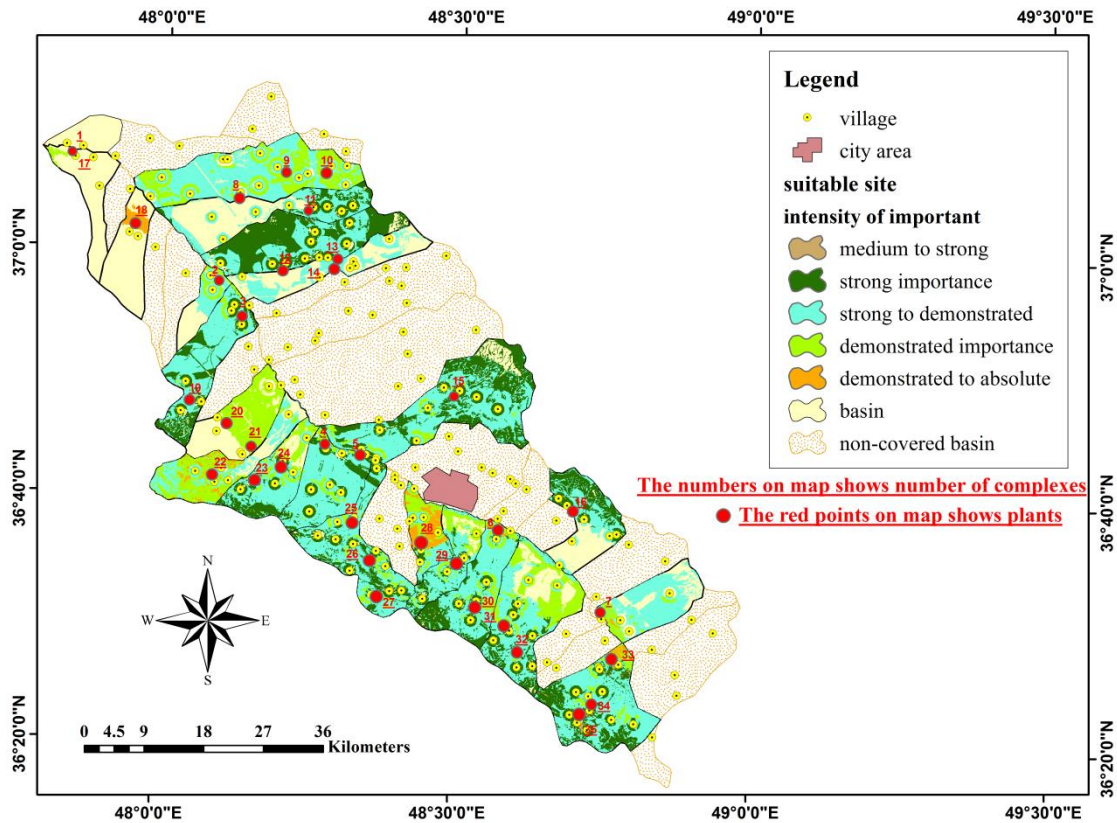 48°0'0"E 48°30'0"E 49°0'0"E 49°30'0"E
Legend
village
city area
suitable site
intensity of important
medium to strong
strong importance
strong to demonstrated
demonstrated importance
demonstrated to absolute
basin
non-covered basin
The numbers on map shows number of complexes
The red points on map shows plants
1
17
9 10
8
18
11
37°0'0"N 37°0'0"N
13
12 14
2
3
15
19
20
4
21
5
24
22 23
36°40'0"N 36°40'0"N
16
25
28 6
26 29
27
30 7
31
32
33
34
35
N
W E
S
0 4.5 9 18 27 36
Kilometers
36°20'0"N 36°20'0"N
48°0'0"E 48°30'0"E 49°0'0"E 49°30'0"E